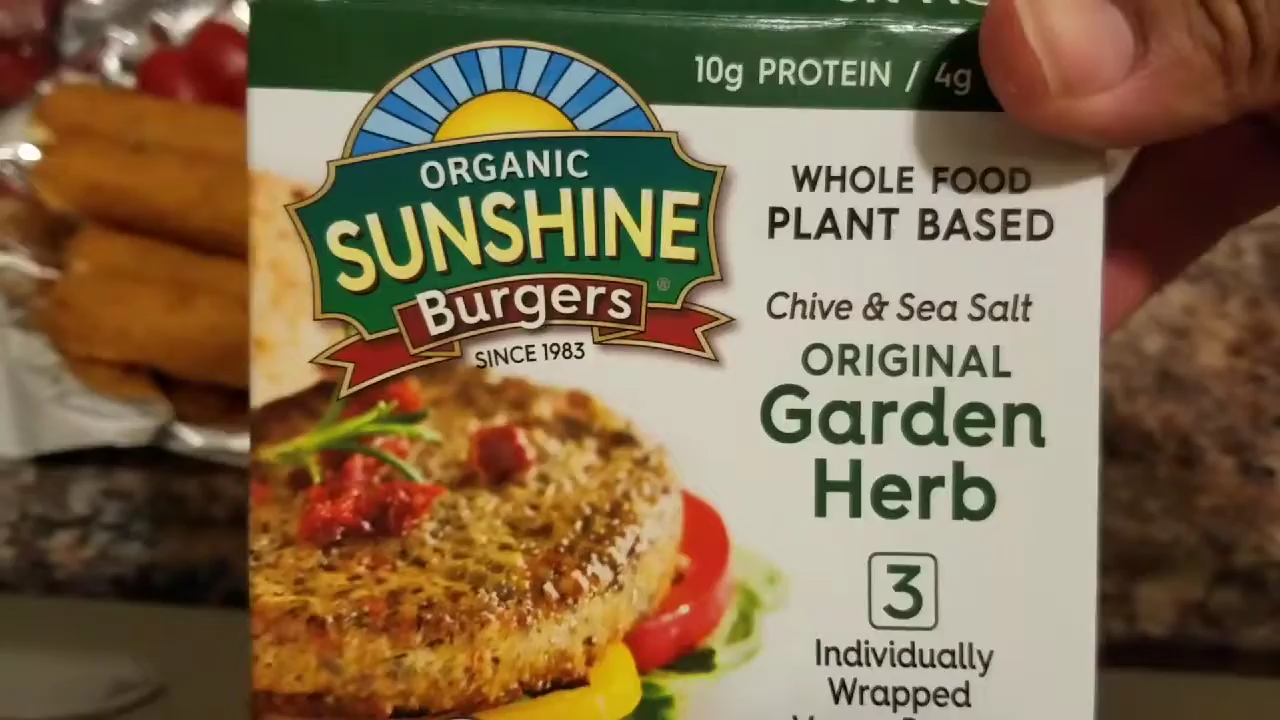 10g PROTEIN / 4g
ORGANIC
SUNSHINE
Burgers
®
SINCE 1983
WHOLE FOOD
PLANT BASED
Chive & Sea Salt
ORIGINAL
Garden
Herb
3
Individually
Wrapped